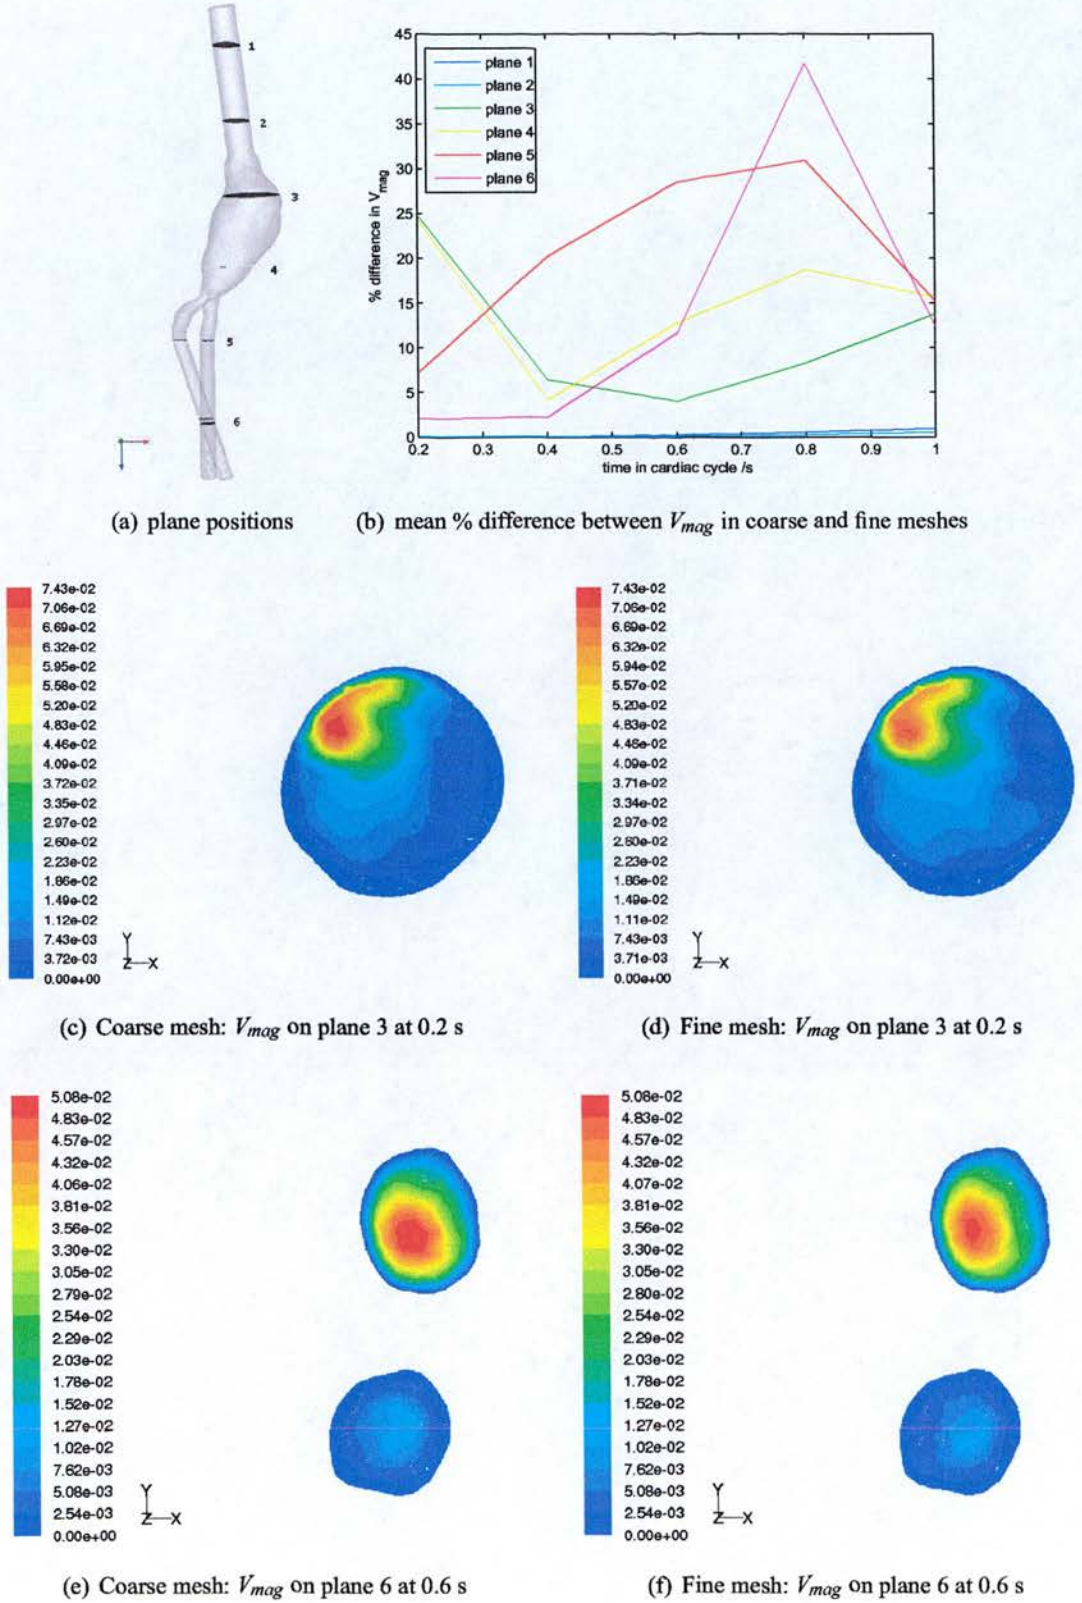 1
2
3
4
5
6
45
40
35
30
25
20
15
10
5
0
% difference in V_mag
plane 1
plane 2
plane 3
plane 4
plane 5
plane 6
0.2 0.3 0.4 0.5 0.6 0.7 0.8 0.9 1
time in cardiac cycle /s
(a) plane positions
(b) mean % difference between V_mag in coarse and fine meshes
7.43e-02
7.06e-02
6.69e-02
6.32e-02
5.95e-02
5.58e-02
5.20e-02
4.83e-02
4.46e-02
4.09e-02
3.72e-02
3.35e-02
2.97e-02
2.60e-02
2.23e-02
1.86e-02
1.49e-02
1.12e-02
7.43e-03
3.72e-03
0.00e+00
Y
Z X
(c) Coarse mesh: V_mag on plane 3 at 0.2 s
7.43e-02
7.06e-02
6.69e-02
6.32e-02
5.94e-02
5.57e-02
5.20e-02
4.83e-02
4.46e-02
4.09e-02
3.71e-02
3.34e-02
2.97e-02
2.60e-02
2.23e-02
1.86e-02
1.49e-02
1.11e-02
7.43e-03
3.71e-03
0.00e+00
Y
Z X
(d) Fine mesh: V_mag on plane 3 at 0.2 s
5.08e-02
4.83e-02
4.57e-02
4.32e-02
4.06e-02
3.81e-02
3.56e-02
3.30e-02
3.05e-02
2.79e-02
2.54e-02
2.29e-02
2.03e-02
1.78e-02
1.52e-02
1.27e-02
1.02e-02
7.62e-03
5.08e-03
2.54e-03
0.00e+00
Y
Z X
(e) Coarse mesh: V_mag on plane 6 at 0.6 s
5.08e-02
4.83e-02
4.57e-02
4.32e-02
4.07e-02
3.81e-02
3.56e-02
3.30e-02
3.05e-02
2.80e-02
2.54e-02
2.29e-02
2.03e-02
1.78e-02
1.52e-02
1.27e-02
1.02e-02
7.62e-03
5.08e-03
2.54e-03
0.00e+00
Y
Z X
(f) Fine mesh: V_mag on plane 6 at 0.6 s